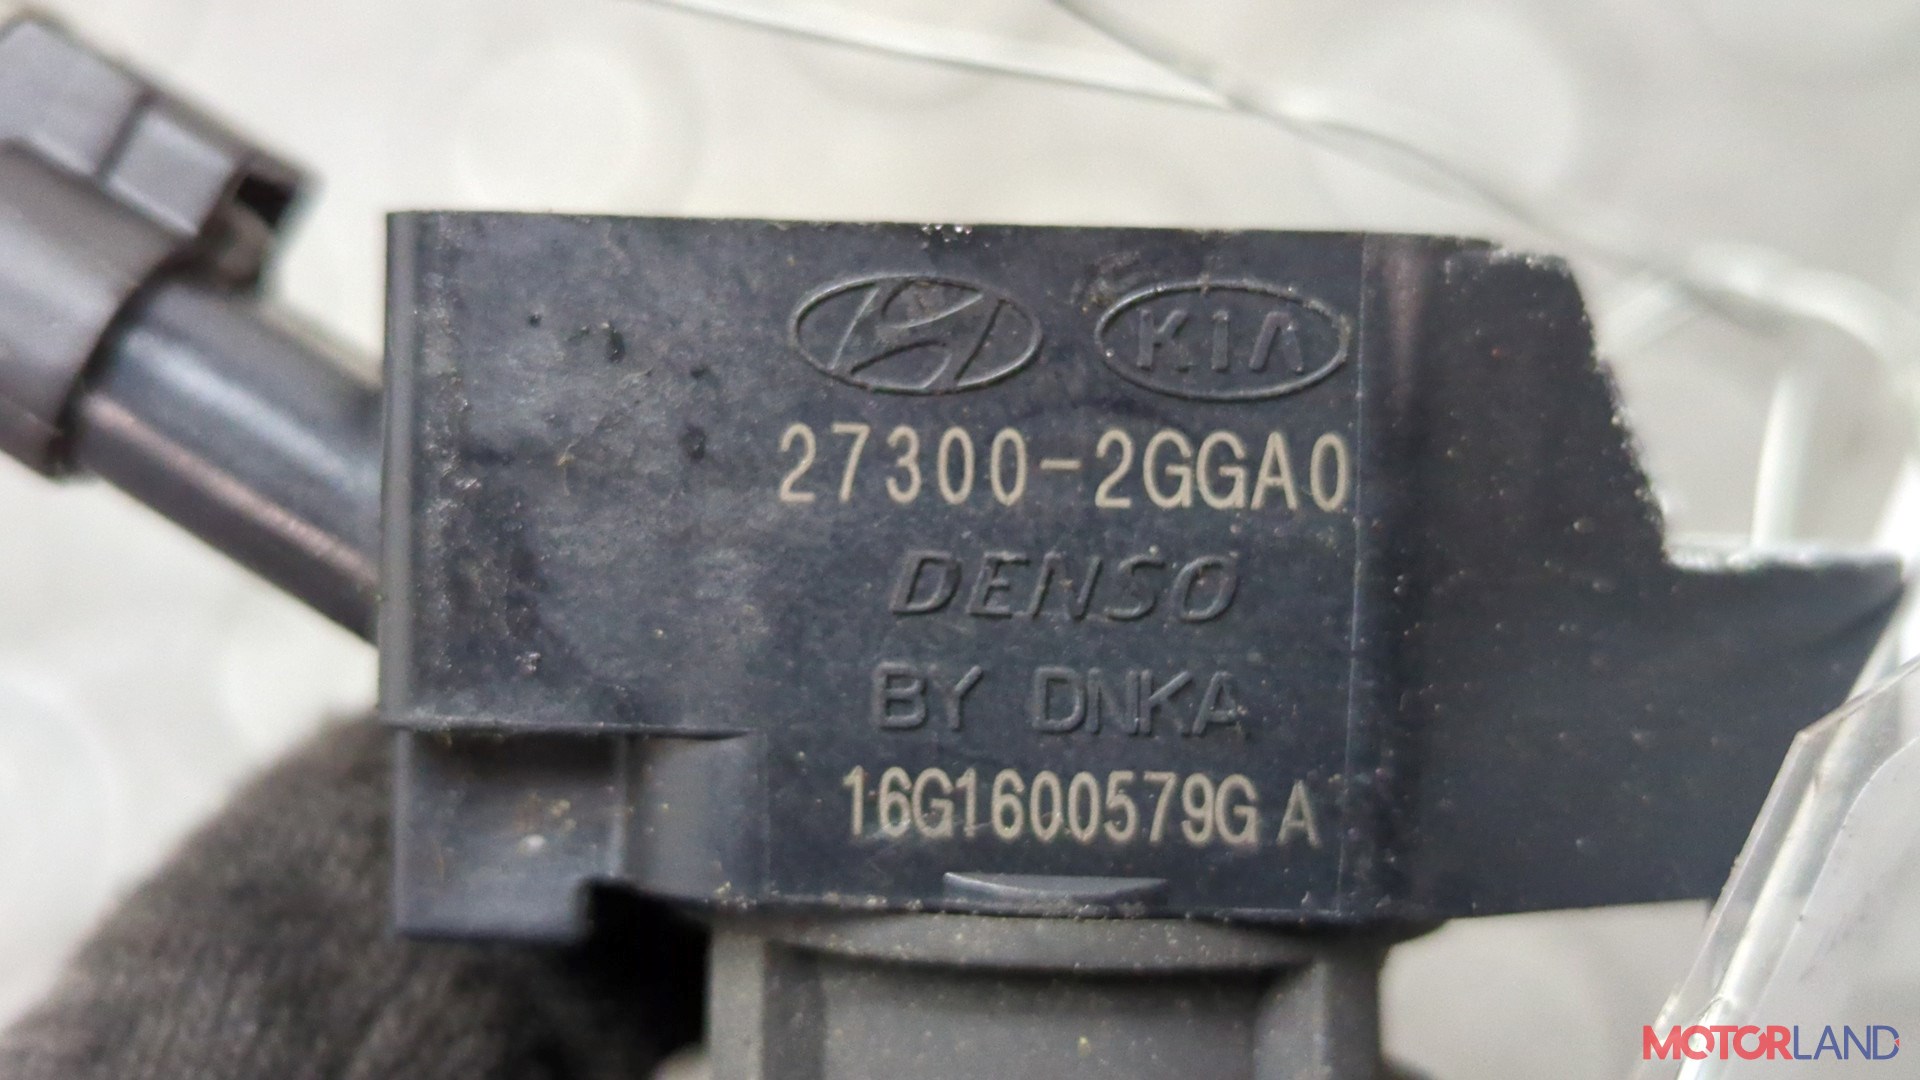 KIA
27300-2GGA0
DENSO
BY DNKA
16G1600579G A
MOTORLAND